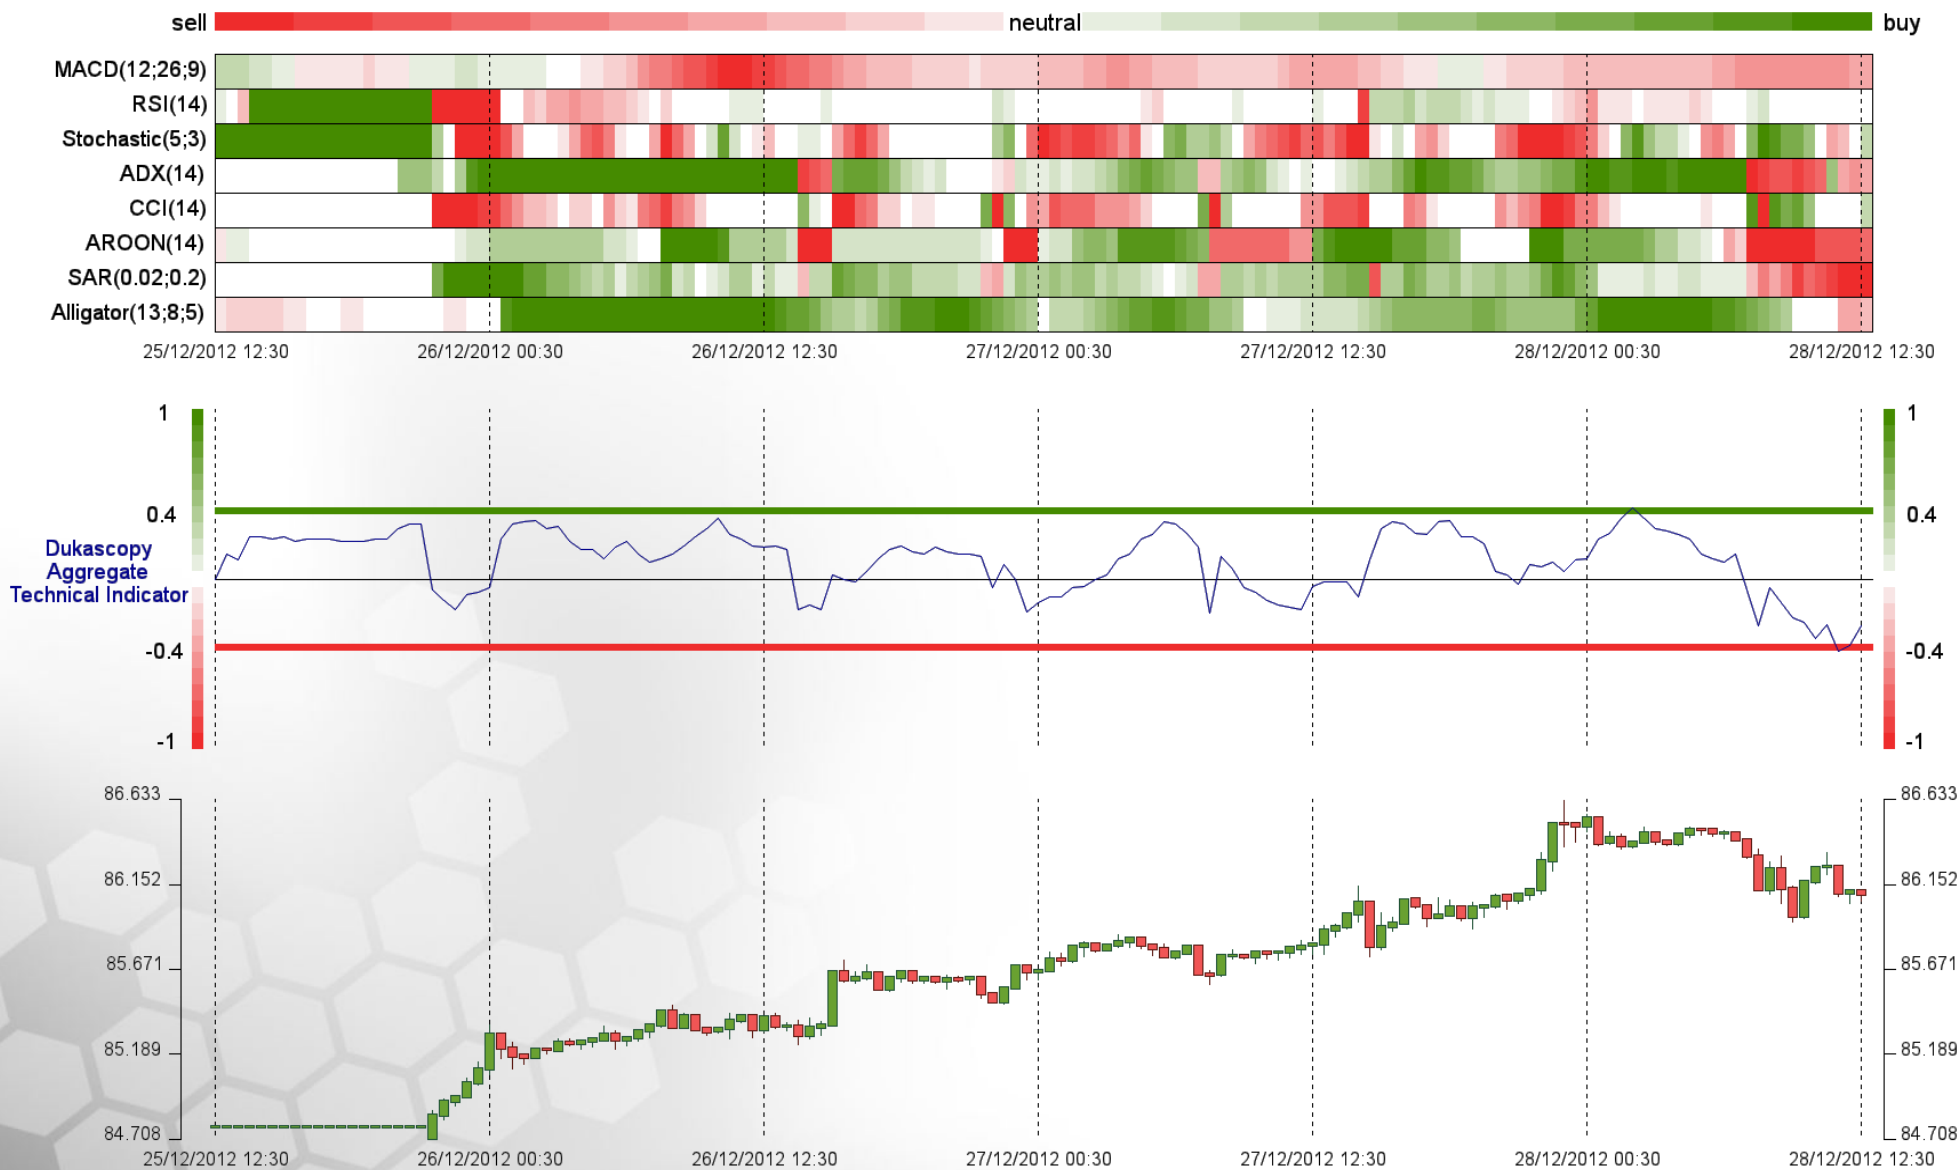 sell neutral buy
MACD(12;26;9)
RSI(14)
Stochastic(5;3)
ADX(14)
CCI(14)
AROON(14)
SAR(0.02;0.2)
Alligator(13;8;5)
25/12/2012 12:30 26/12/2012 00:30 26/12/2012 12:30 27/12/2012 00:30 27/12/2012 12:30 28/12/2012 00:30 28/12/2012 12:30
1 1
0.4 0.4
Dukascopy
Aggregate
Technical Indicator
-0.4 -0.4
-1 -1
86.633 86.633
86.152 86.152
85.671 85.671
85.189 85.189
84.708 84.708
25/12/2012 12:30 26/12/2012 00:30 26/12/2012 12:30 27/12/2012 00:30 27/12/2012 12:30 28/12/2012 00:30 28/12/2012 12:30